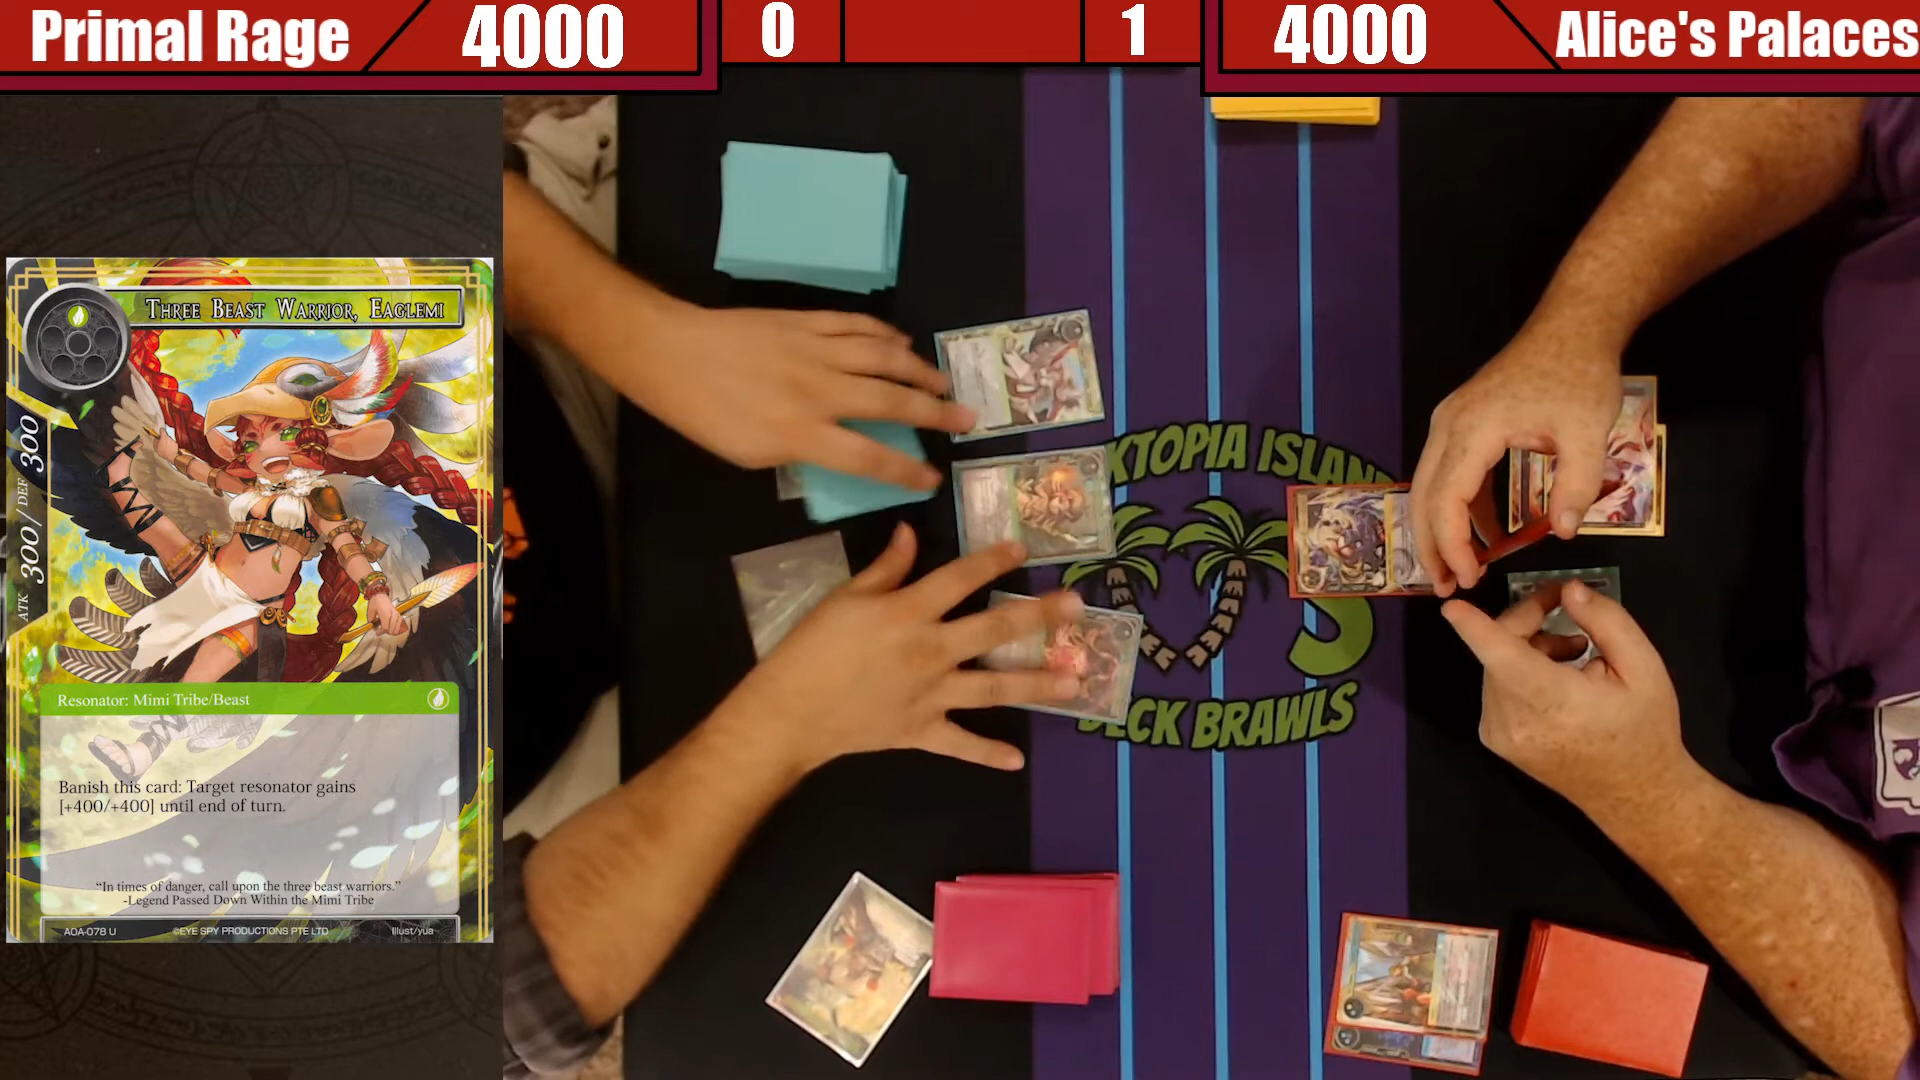 Primal Rage
4000
0
1
4000
Alice's Palaces
Three Beast Warrior, Eaglemi
ATK 300 / DEF 300
Resonator: Mimi Tribe/Beast
Banish this card: Target resonator gains
[+400/+400] until end of turn.
“In times of danger, call upon the three beast warriors.”
-Legend Passed Down Within the Mimi Tribe
AOA-078 U
©EYE SPY PRODUCTIONS PTE LTD
Illust/yua
KTOPIA ISLAN
S
DECK BRAWLS